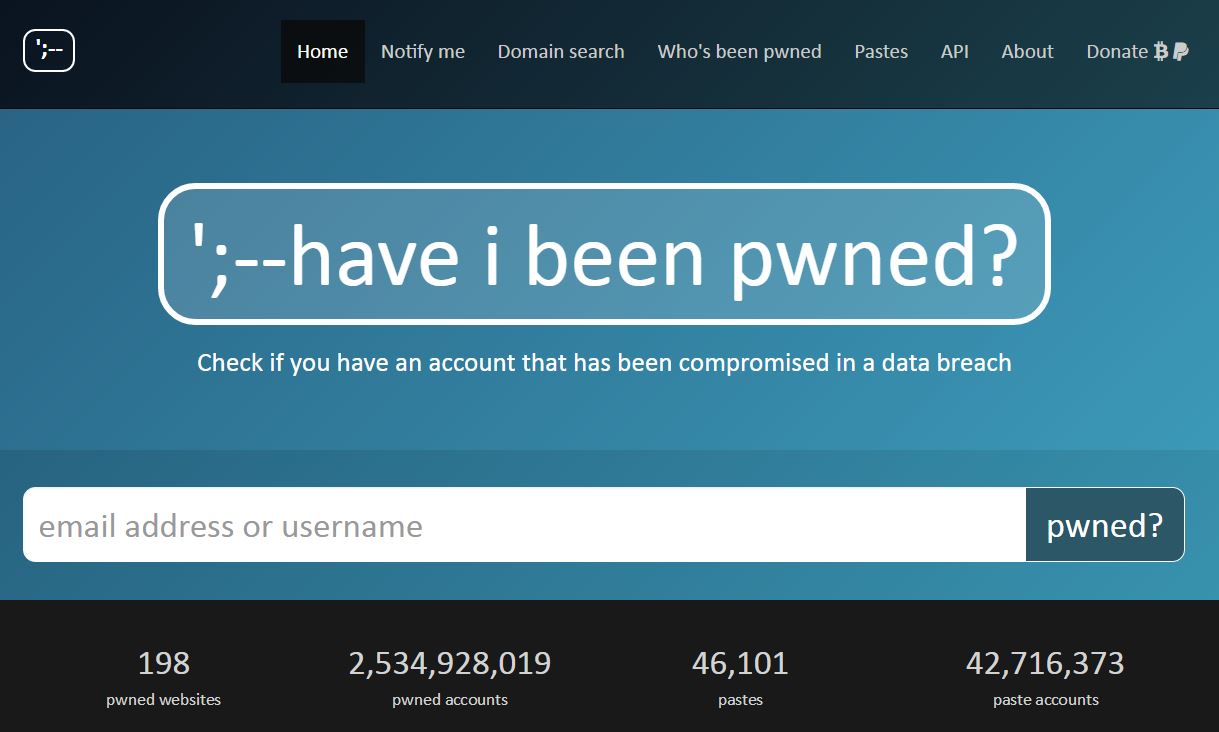 ';--
Home Notify me Domain search Who's been pwned Pastes API About Donate
';--have i been pwned?
Check if you have an account that has been compromised in a data breach
email address or username pwned?
198 2,534,928,019 46,101 42,716,373
pwned websites pwned accounts pastes paste accounts